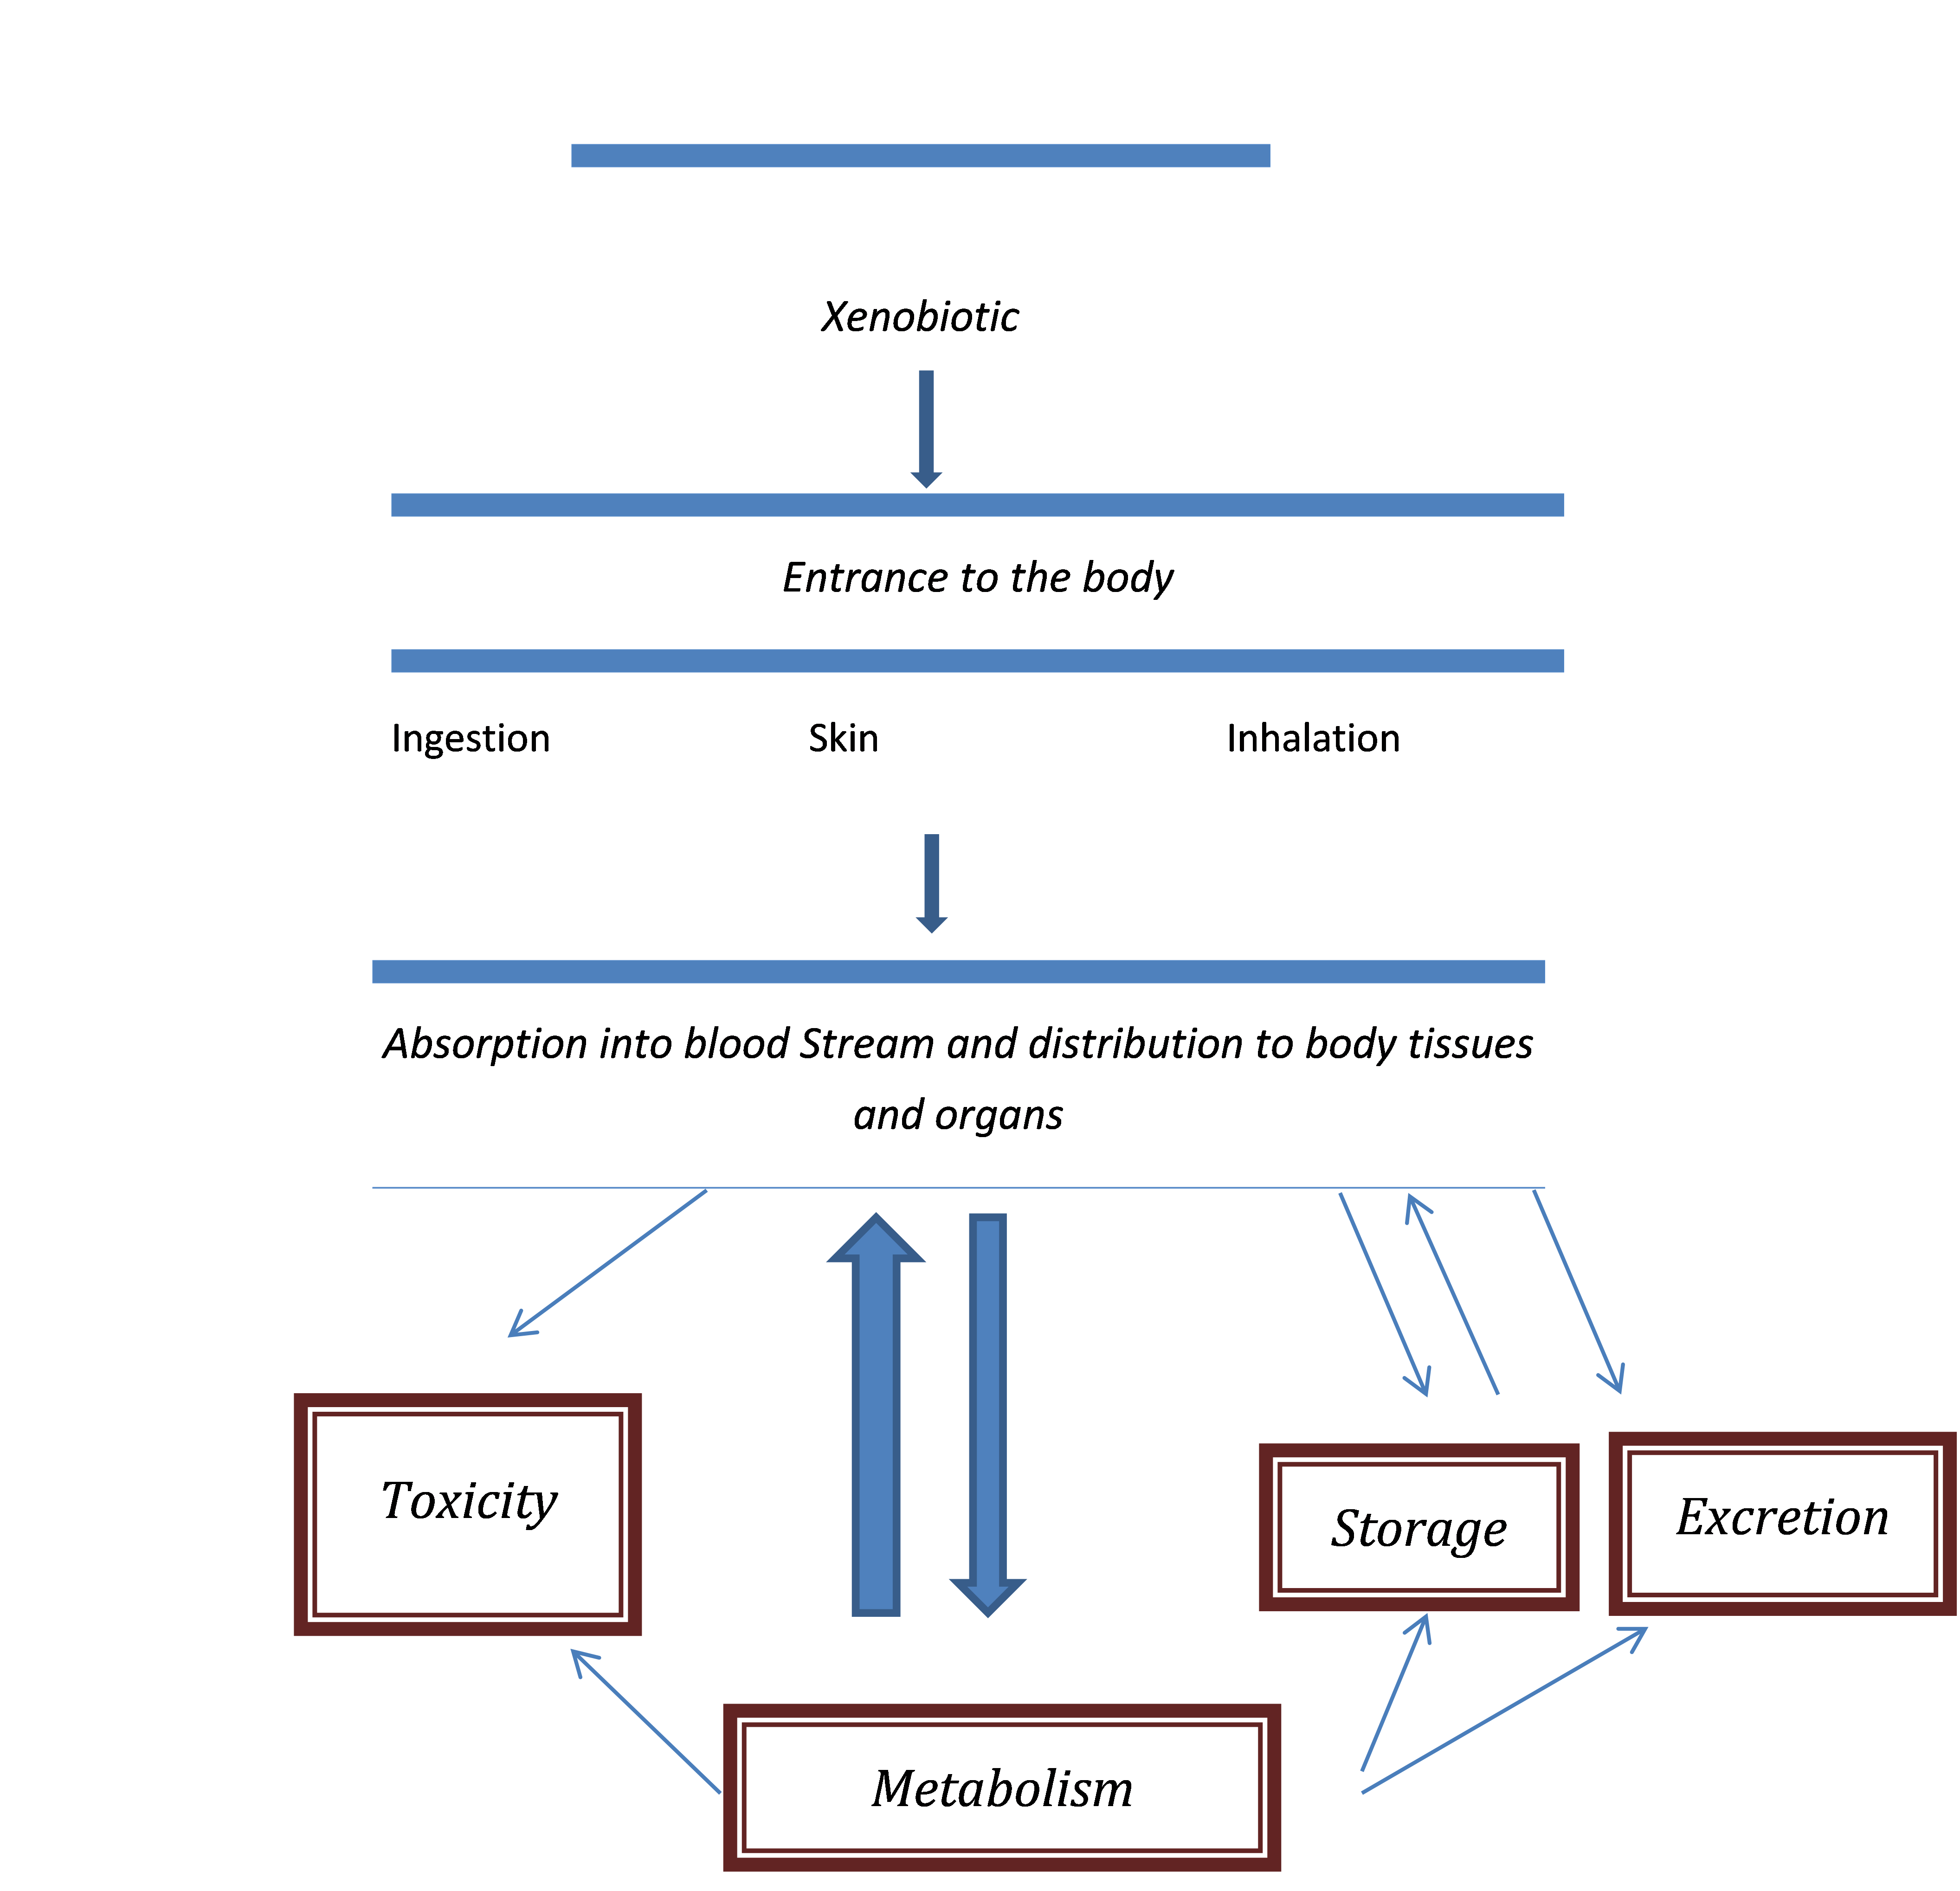 Xenobiotic
Entrance to the body
Ingestion Skin Inhalation
Absorption into blood Stream and distribution to body tissues
and organs
Toxicity
Storage
Excretion
Metabolism